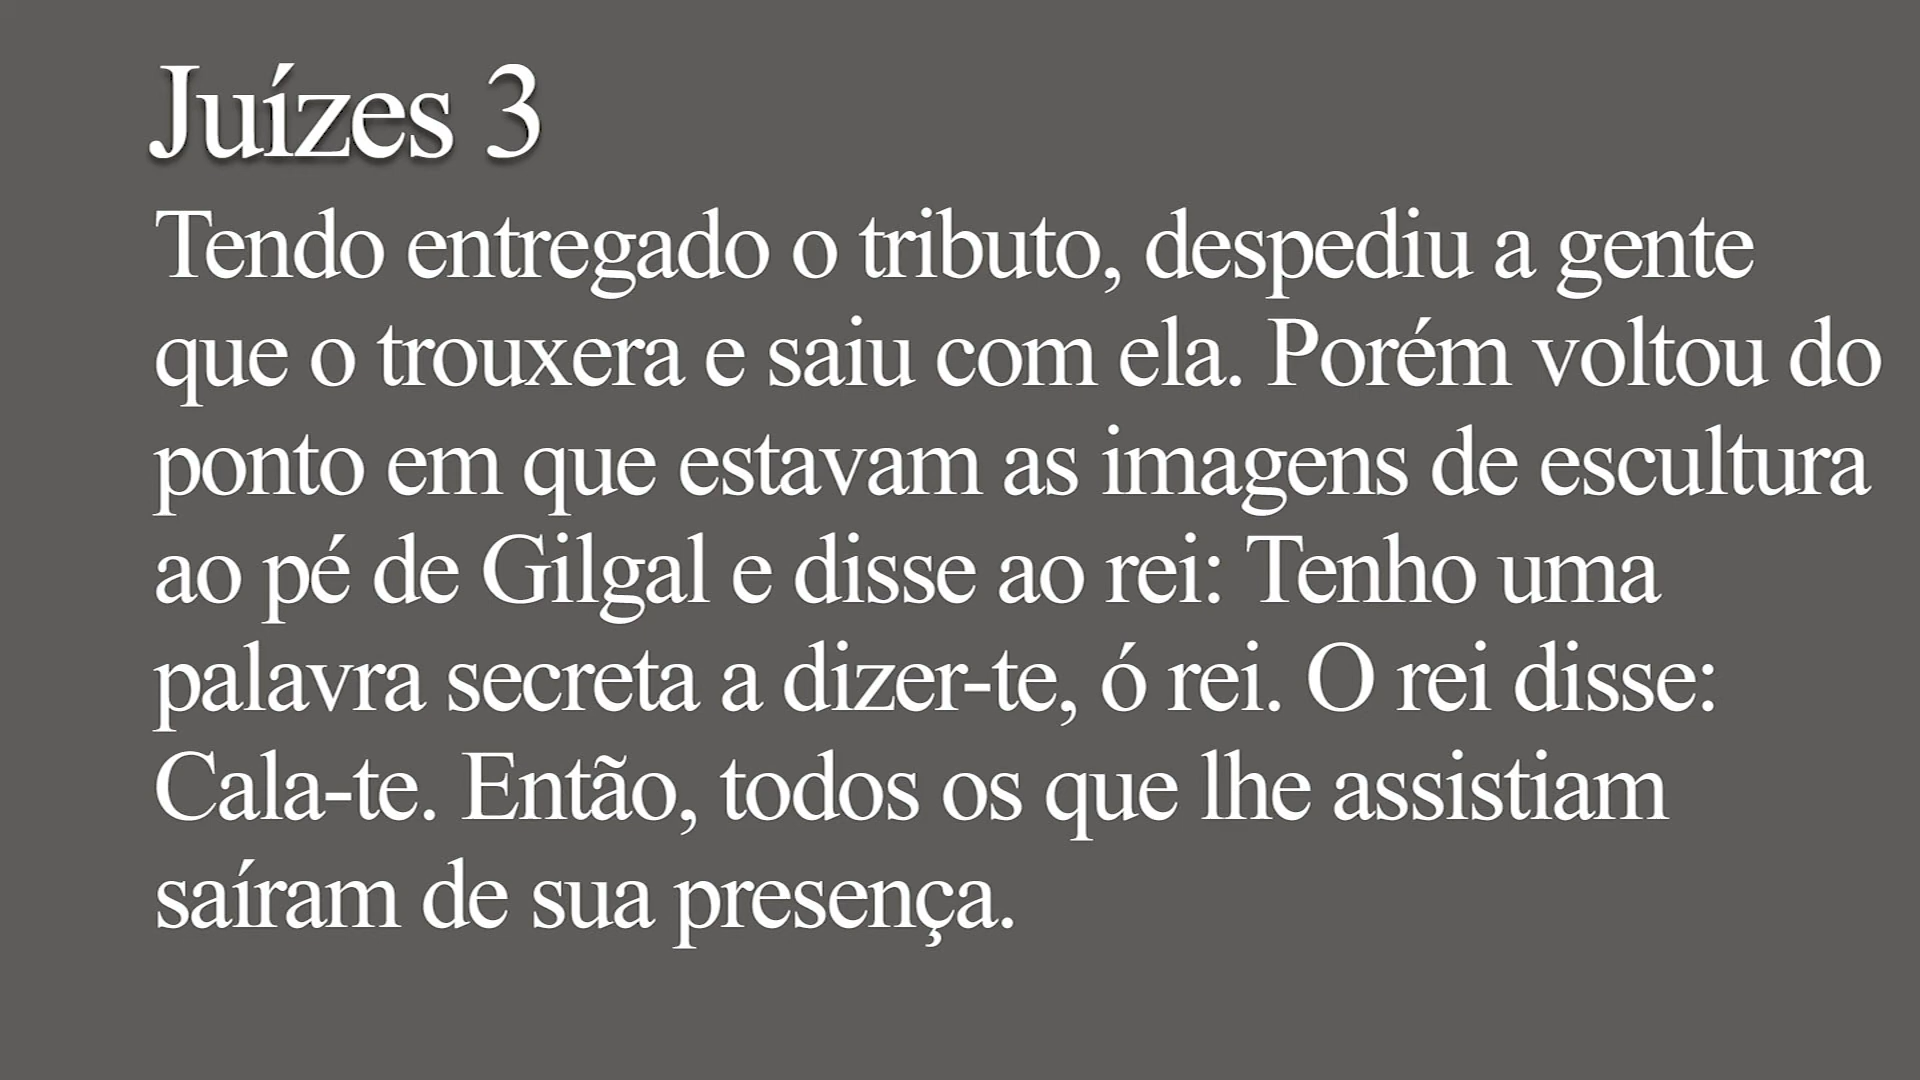 Juízes 3
Tendo entregado o tributo, despediu a gente
que o trouxera e saiu com ela. Porém voltou do
ponto em que estavam as imagens de escultura
ao pé de Gilgal e disse ao rei: Tenho uma
palavra secreta a dizer-te, ó rei. O rei disse:
Cala-te. Então, todos os que lhe assistiam
saíram de sua presença.